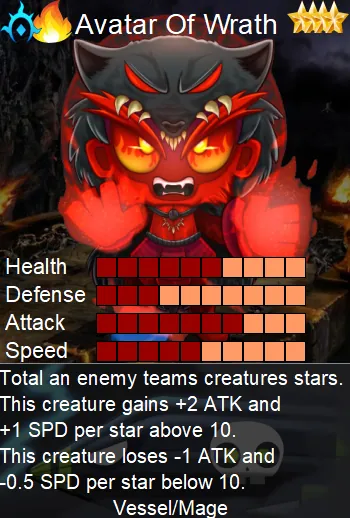 Avatar Of Wrath
Health
Defense
Attack
Speed
Total an enemy teams creatures stars.
This creature gains +2 ATK and
+1 SPD per star above 10.
This creature loses -1 ATK and
-0.5 SPD per star below 10.
Vessel/Mage